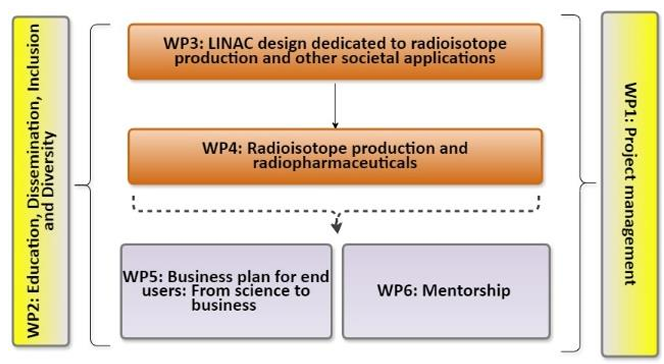 WP2: Education, Dissemination, Inclusion
and Diversity
WP3: LINAC design dedicated to radioisotope
production and other societal applications
WP4: Radioisotope production and
radiopharmaceuticals
WP5: Business plan for end
users: From science to
business
WP6: Mentorship
WP1: Project management